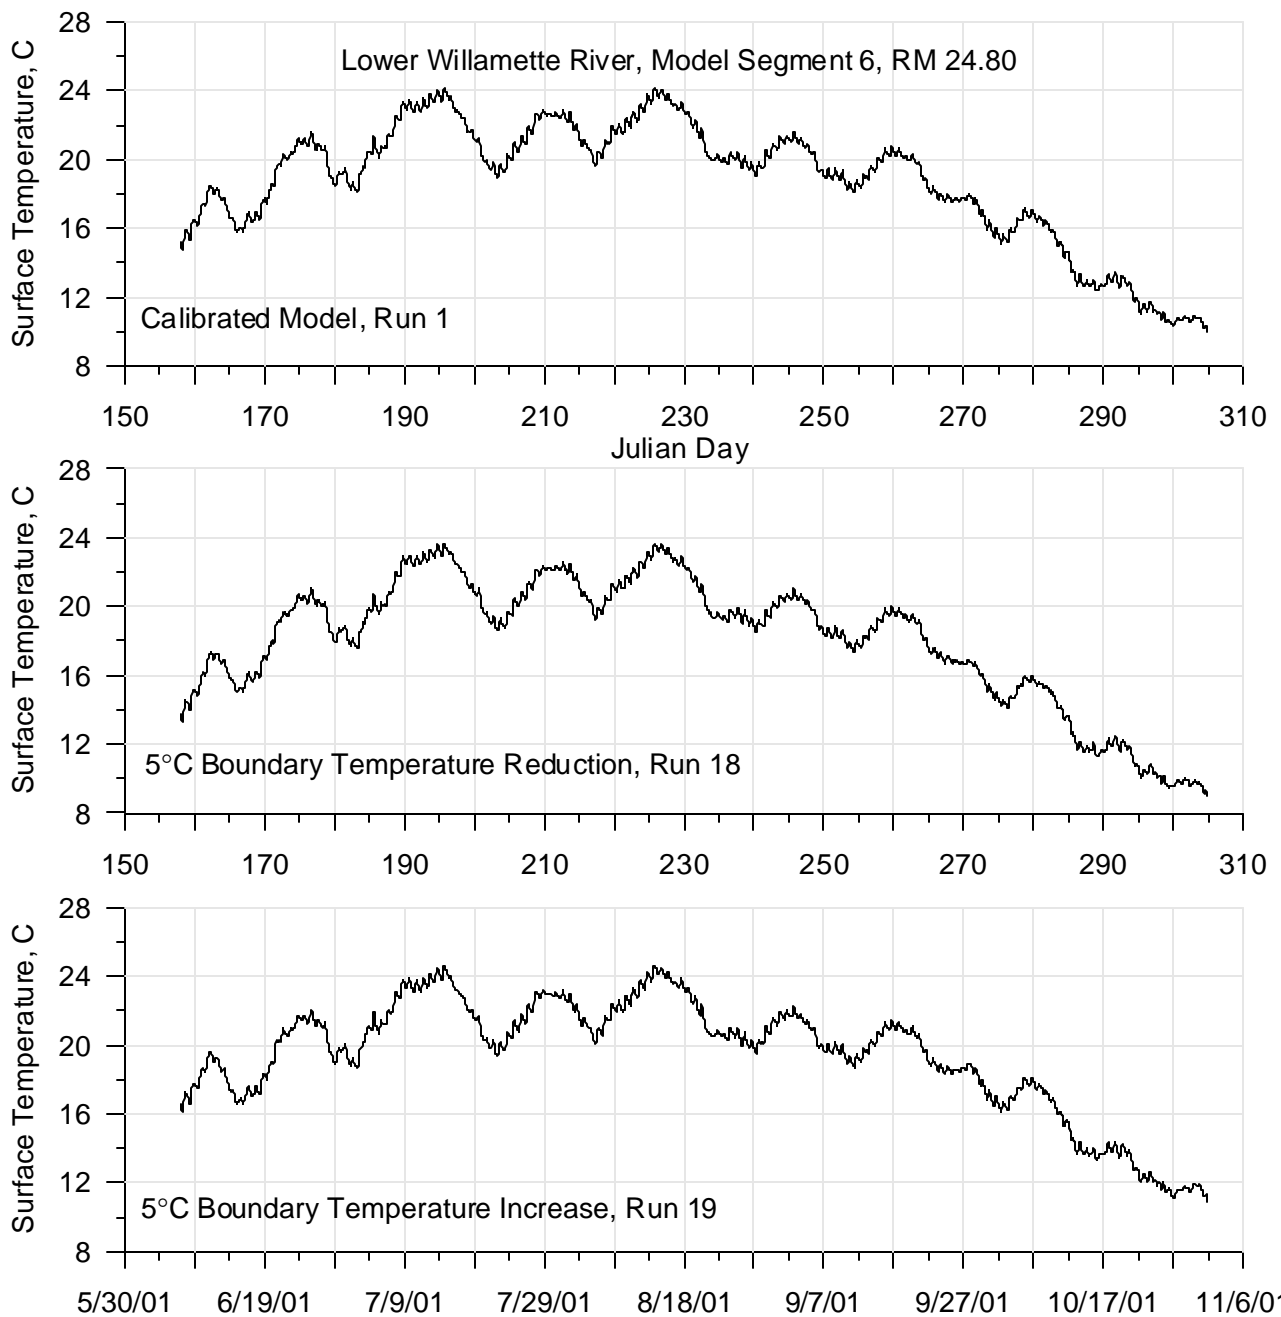 28
Lower Willamette River, Model Segment 6, RM 24.80
24
20
16
12
8
Surface Temperature, C
Calibrated Model, Run 1
150 170 190 210 230 250 270 290 310
Julian Day
28
24
20
16
12
8
Surface Temperature, C
5°C Boundary Temperature Reduction, Run 18
150 170 190 210 230 250 270 290 310
28
24
20
16
12
8
Surface Temperature, C
5°C Boundary Temperature Increase, Run 19
5/30/01 6/19/01 7/9/01 7/29/01 8/18/01 9/7/01 9/27/01 10/17/01 11/6/01